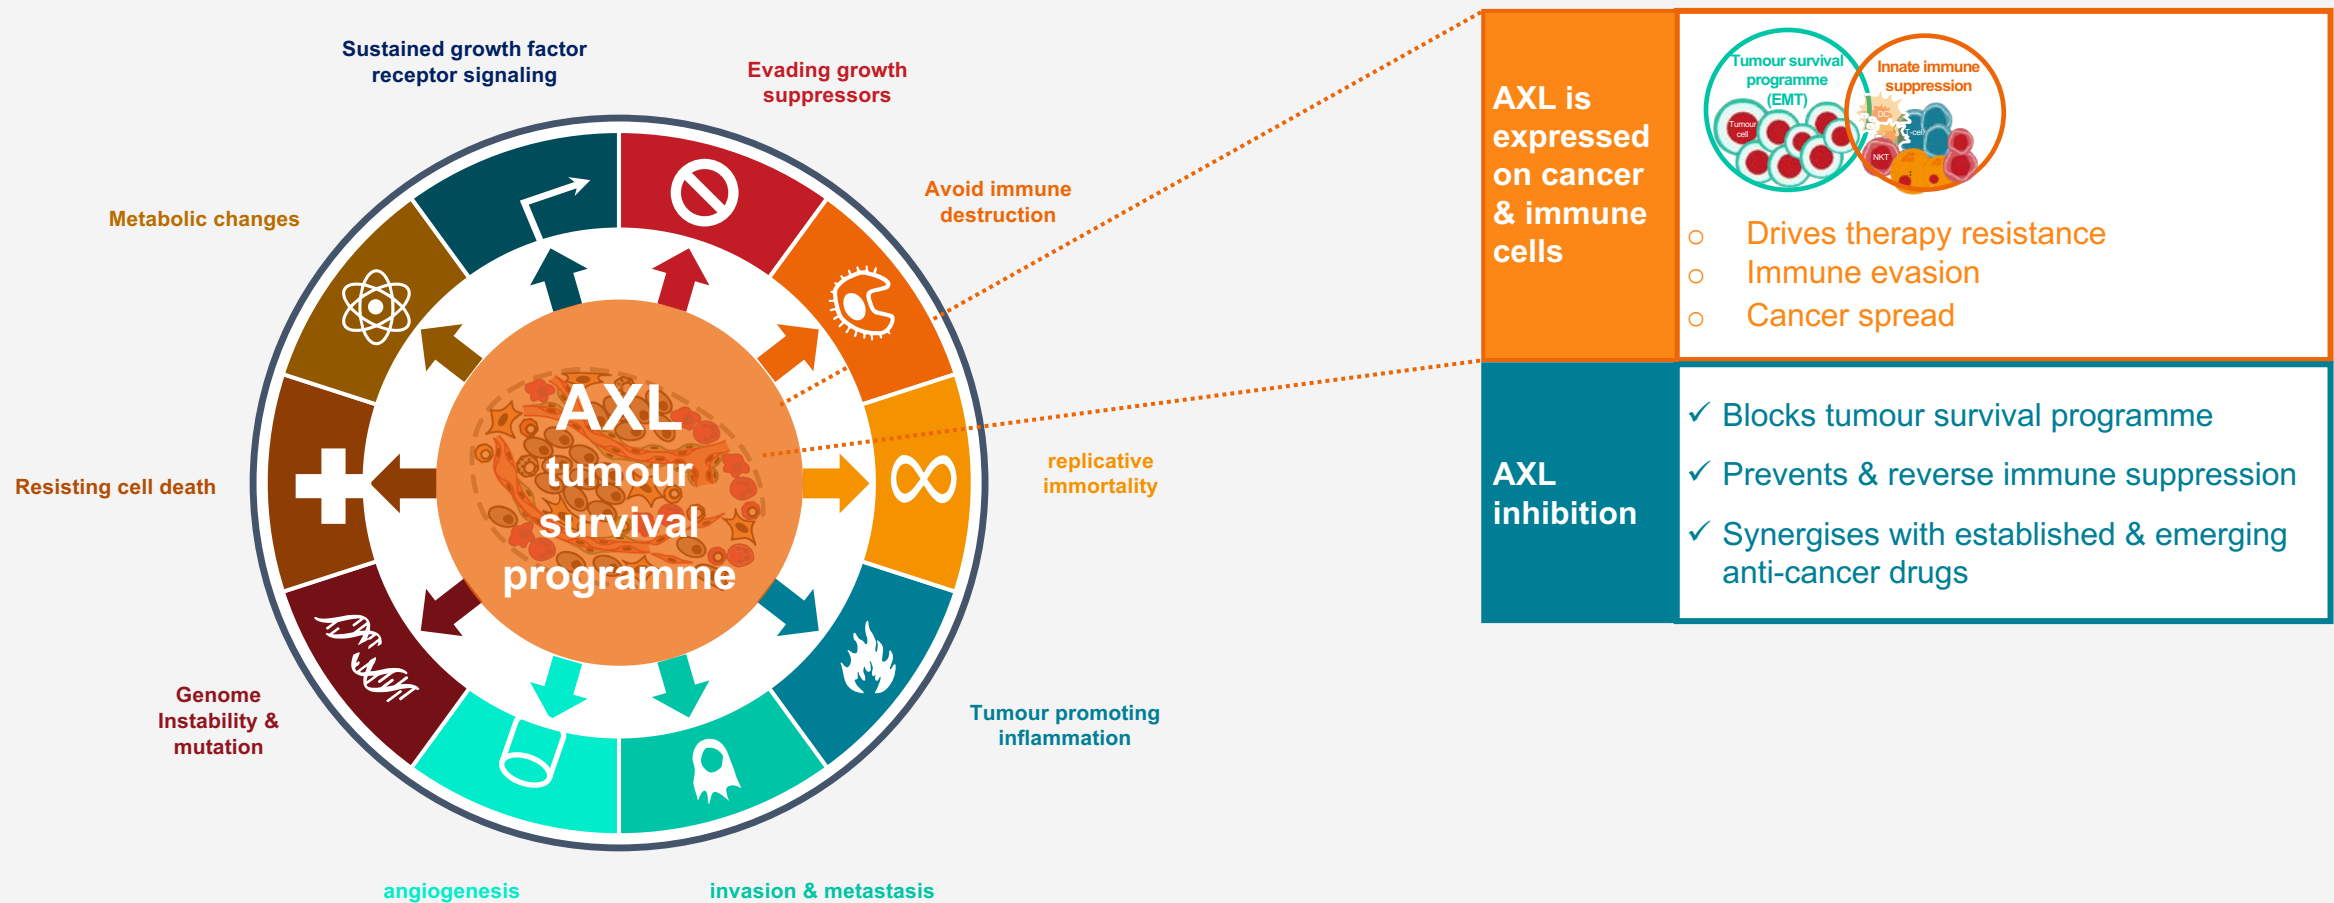 Sustained growth factor
receptor signaling
Evading growth
suppressors
Avoid immune
destruction
replicative
immortality
Tumour promoting
inflammation
invasion & metastasis
angiogenesis
Genome
Instability &
mutation
Resisting cell death
Metabolic changes
AXL
tumour
survival
programme
AXL is
expressed
on cancer
& immune
cells
Tumour survival
programme
(EMT)
Tumour
cell
Innate immune
suppression
DC
T-cell
NKT
Drives therapy resistance
Immune evasion
Cancer spread
AXL
inhibition
Blocks tumour survival programme
Prevents & reverse immune suppression
Synergises with established & emerging
anti-cancer drugs